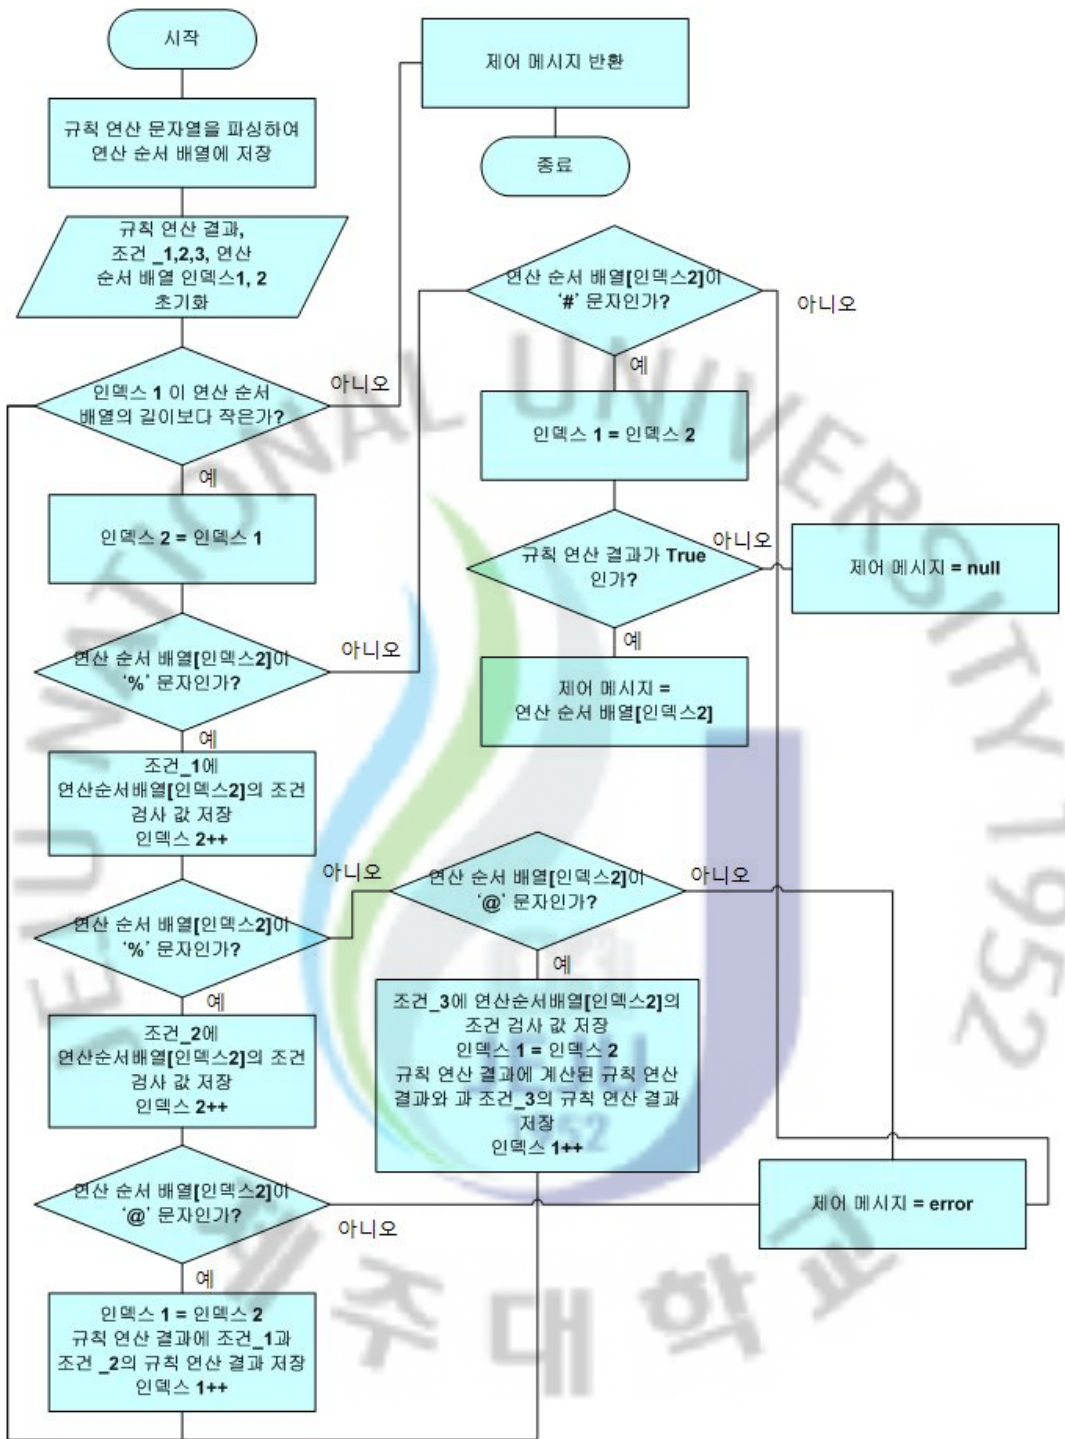 시작
규칙 연산 문자열을 파싱하여
연산 순서 배열에 저장
규칙 연산 결과,
조건 _1,2,3, 연산
순서 배열 인덱스1, 2
초기화
인덱스 1 이 연산 순서
배열의 길이보다 작은가?
아니오
예
인덱스 2 = 인덱스 1
연산 순서 배열[인덱스2]이
‘%’ 문자인가?
아니오
예
조건_1에
연산순서배열[인덱스2]의 조건
검사 값 저장
인덱스 2++
연산 순서 배열[인덱스2]이
‘%’ 문자인가?
아니오
예
조건_2에
연산순서배열[인덱스2]의 조건
검사 값 저장
인덱스 2++
연산 순서 배열[인덱스2]이
‘@’ 문자인가?
아니오
예
인덱스 1 = 인덱스 2
규칙 연산 결과에 조건_1과
조건 _2의 규칙 연산 결과 저장
인덱스 1++
제어 메시지 반환
종료
연산 순서 배열[인덱스2]이
‘#’ 문자인가?
아니오
예
인덱스 1 = 인덱스 2
규칙 연산 결과가 True
인가?
아니오
제어 메시지 = null
예
제어 메시지 =
연산 순서 배열[인덱스2]
연산 순서 배열[인덱스2]이
‘@’ 문자인가?
아니오
예
조건_3에 연산순서배열[인덱스2]의
조건 검사 값 저장
인덱스 1 = 인덱스 2
규칙 연산 결과에 계산된 규칙 연산
결과와 과 조건_3의 규칙 연산 결과
저장
인덱스 1++
제어 메시지 = error
JEJU NATIONAL UNIVERSITY 1952
JEJU
1952
제주대학교